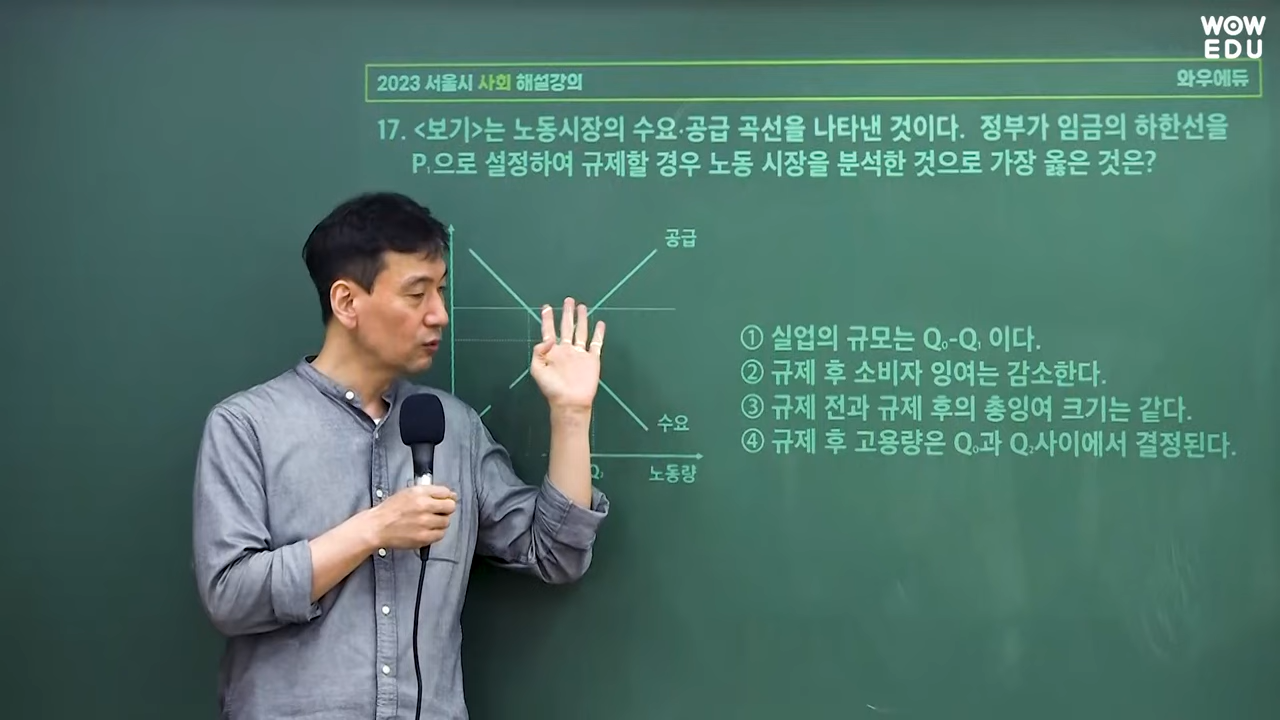 WOW
EDU
2023 서울시 사회 해설강의
와우에듀
17. <보기>는 노동시장의 수요·공급 곡선을 나타낸 것이다. 정부가 임금의 하한선을
P₁으로 설정하여 규제할 경우 노동 시장을 분석한 것으로 가장 옳은 것은?
공급
수요
노동량
① 실업의 규모는 Q₀-Q₁ 이다.
② 규제 후 소비자 잉여는 감소한다.
③ 규제 전과 규제 후의 총잉여 크기는 같다.
④ 규제 후 고용량은 Q₀과 Q₂사이에서 결정된다.